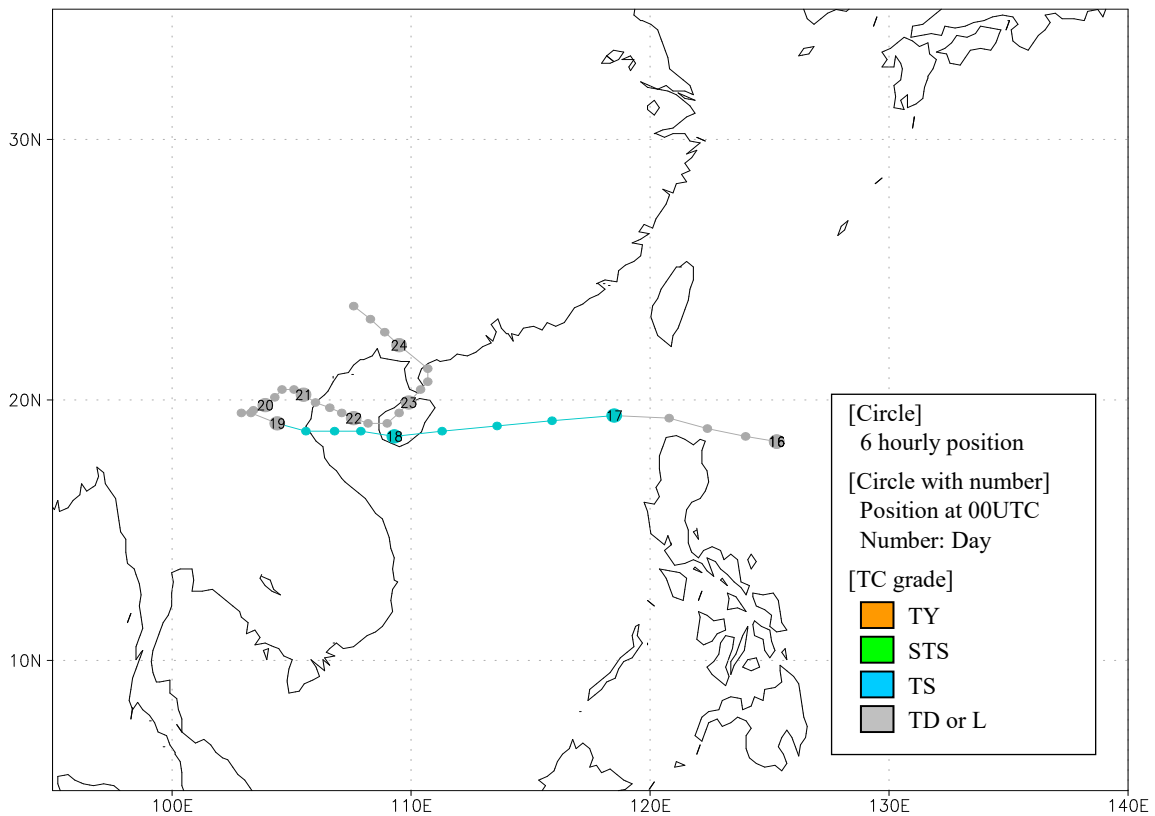 30N
20N
10N
100E
110E
120E
130E
140E
24
21
20
19
22
23
18
17
16
[Circle]
6 hourly position
[Circle with number]
Position at 00UTC
Number: Day
[TC grade]
TY
STS
TS
TD or L